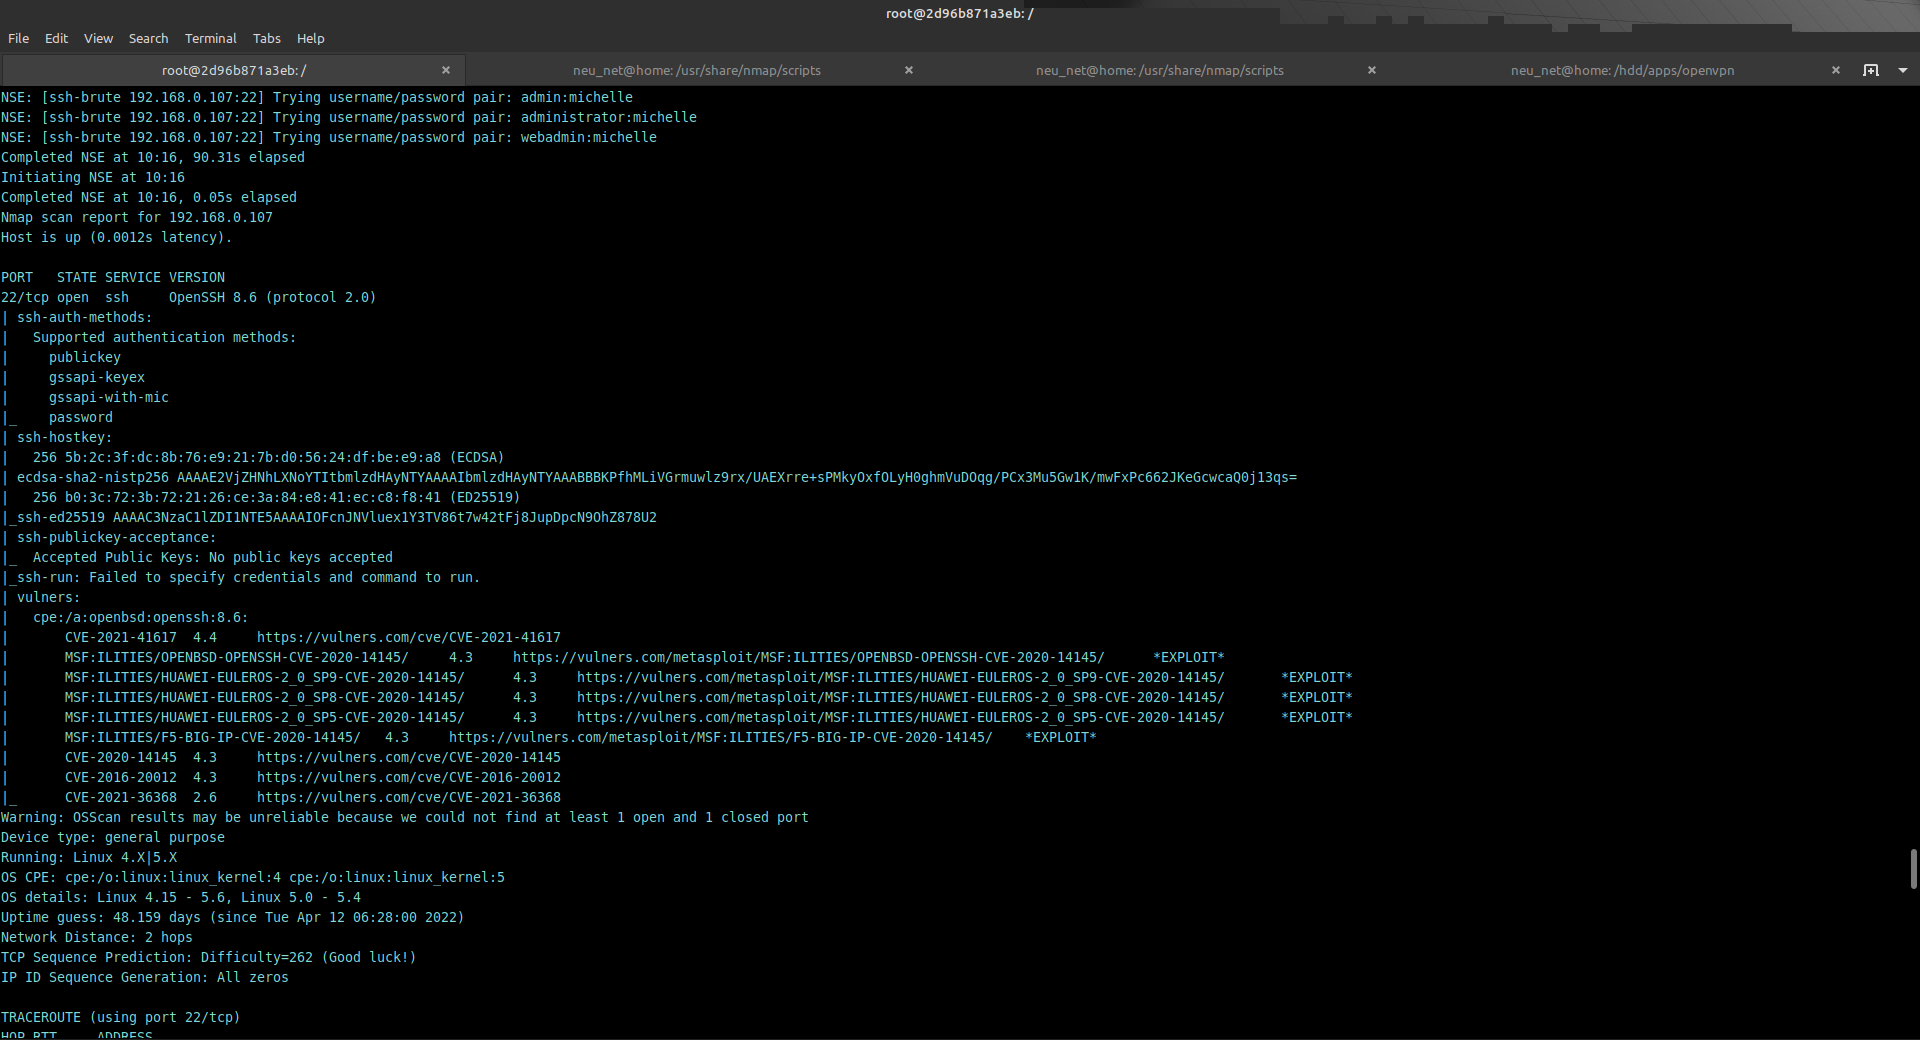 root@2d96b871a3eb: /
File Edit View Search Terminal Tabs Help
root@2d96b871a3eb: / × neu_net@home: /usr/share/nmap/scripts × neu_net@home: /usr/share/nmap/scripts × neu_net@home: /hdd/apps/openvpn ×
NSE: [ssh-brute 192.168.0.107:22] Trying username/password pair: admin:michelle
NSE: [ssh-brute 192.168.0.107:22] Trying username/password pair: administrator:michelle
NSE: [ssh-brute 192.168.0.107:22] Trying username/password pair: webadmin:michelle
Completed NSE at 10:16, 90.31s elapsed
Initiating NSE at 10:16
Completed NSE at 10:16, 0.05s elapsed
Nmap scan report for 192.168.0.107
Host is up (0.0012s latency).
PORT   STATE SERVICE VERSION
22/tcp open  ssh     OpenSSH 8.6 (protocol 2.0)
| ssh-auth-methods:
|   Supported authentication methods:
|     publickey
|     gssapi-keyex
|     gssapi-with-mic
|_    password
| ssh-hostkey:
|   256 5b:2c:3f:dc:8b:76:e9:21:7b:d0:56:24:df:be:e9:a8 (ECDSA)
| ecdsa-sha2-nistp256 AAAAE2VjZHNhLXNoYTItbmlzdHAyNTYAAAAIbmlzdHAyNTYAAABBBKPfhMLiVGrmuwlz9rx/UAEXrre+sPMkyOxfOLyH0ghmVuDOqg/PCx3Mu5Gw1K/mwFxPc662JKeGcwcaQ0j13qs=
|   256 b0:3c:72:3b:72:21:26:ce:3a:84:e8:41:ec:c8:f8:41 (ED25519)
|_ssh-ed25519 AAAAC3NzaC1lZDI1NTE5AAAAIOFcnJNVluex1Y3TV86t7w42tFj8JupDpcN9OhZ878U2
| ssh-publickey-acceptance:
|_  Accepted Public Keys: No public keys accepted
|_ssh-run: Failed to specify credentials and command to run.
| vulners:
|   cpe:/a:openbsd:openssh:8.6:
|       CVE-2021-41617  4.4     https://vulners.com/cve/CVE-2021-41617
|       MSF:ILITIES/OPENBSD-OPENSSH-CVE-2020-14145/     4.3     https://vulners.com/metasploit/MSF:ILITIES/OPENBSD-OPENSSH-CVE-2020-14145/      *EXPLOIT*
|       MSF:ILITIES/HUAWEI-EULEROS-2_0_SP9-CVE-2020-14145/      4.3     https://vulners.com/metasploit/MSF:ILITIES/HUAWEI-EULEROS-2_0_SP9-CVE-2020-14145/       *EXPLOIT*
|       MSF:ILITIES/HUAWEI-EULEROS-2_0_SP8-CVE-2020-14145/      4.3     https://vulners.com/metasploit/MSF:ILITIES/HUAWEI-EULEROS-2_0_SP8-CVE-2020-14145/       *EXPLOIT*
|       MSF:ILITIES/HUAWEI-EULEROS-2_0_SP5-CVE-2020-14145/      4.3     https://vulners.com/metasploit/MSF:ILITIES/HUAWEI-EULEROS-2_0_SP5-CVE-2020-14145/       *EXPLOIT*
|       MSF:ILITIES/F5-BIG-IP-CVE-2020-14145/   4.3     https://vulners.com/metasploit/MSF:ILITIES/F5-BIG-IP-CVE-2020-14145/    *EXPLOIT*
|       CVE-2020-14145  4.3     https://vulners.com/cve/CVE-2020-14145
|       CVE-2016-20012  4.3     https://vulners.com/cve/CVE-2016-20012
|_      CVE-2021-36368  2.6     https://vulners.com/cve/CVE-2021-36368
Warning: OSScan results may be unreliable because we could not find at least 1 open and 1 closed port
Device type: general purpose
Running: Linux 4.X|5.X
OS CPE: cpe:/o:linux:linux_kernel:4 cpe:/o:linux:linux_kernel:5
OS details: Linux 4.15 - 5.6, Linux 5.0 - 5.4
Uptime guess: 48.159 days (since Tue Apr 12 06:28:00 2022)
Network Distance: 2 hops
TCP Sequence Prediction: Difficulty=262 (Good luck!)
IP ID Sequence Generation: All zeros
TRACEROUTE (using port 22/tcp)
HOP RTT     ADDRESS